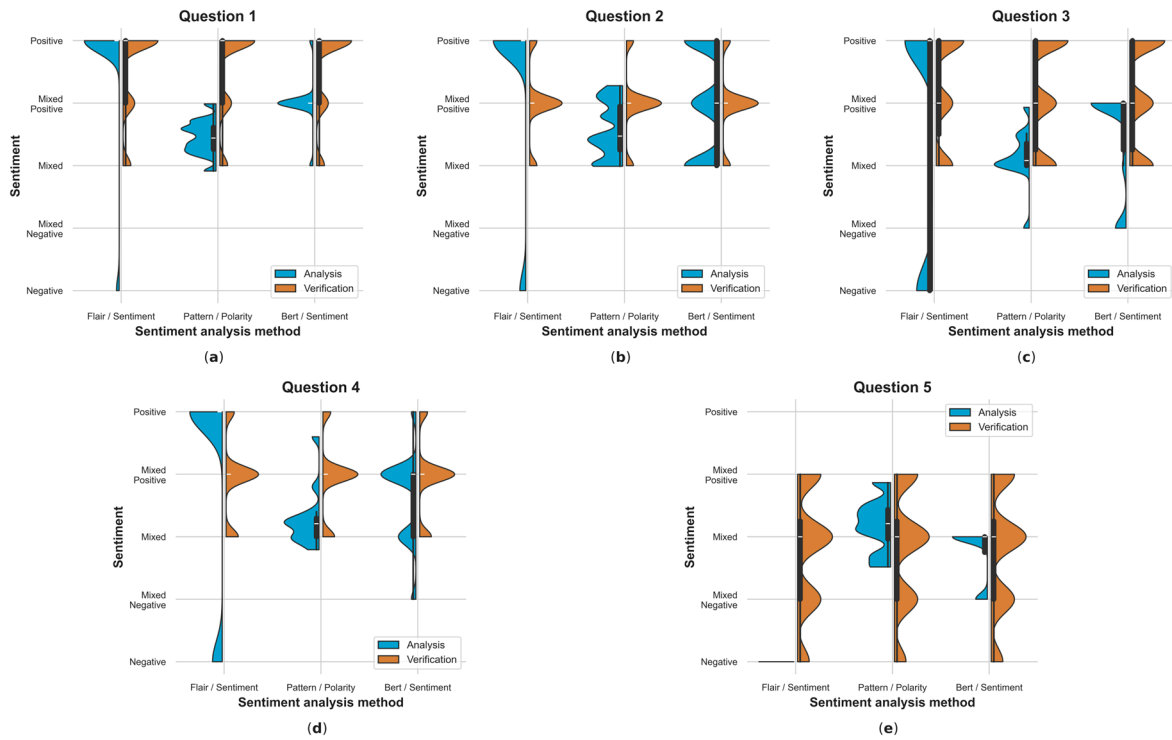 Question 1
Positive
Mixed
Positive
Mixed
Mixed
Negative
Negative
Sentiment
Analysis
Verification
Flair / Sentiment
Pattern / Polarity
Bert / Sentiment
Sentiment analysis method
(a)
Question 2
Positive
Mixed
Positive
Mixed
Mixed
Negative
Negative
Sentiment
Analysis
Verification
Flair / Sentiment
Pattern / Polarity
Bert / Sentiment
Sentiment analysis method
(b)
Question 3
Positive
Mixed
Positive
Mixed
Mixed
Negative
Negative
Sentiment
Analysis
Verification
Flair / Sentiment
Pattern / Polarity
Bert / Sentiment
Sentiment analysis method
(c)
Question 4
Positive
Mixed
Positive
Mixed
Mixed
Negative
Negative
Sentiment
Analysis
Verification
Flair / Sentiment
Pattern / Polarity
Bert / Sentiment
Sentiment analysis method
(d)
Question 5
Positive
Mixed
Positive
Mixed
Mixed
Negative
Negative
Sentiment
Analysis
Verification
Flair / Sentiment
Pattern / Polarity
Bert / Sentiment
Sentiment analysis method
(e)